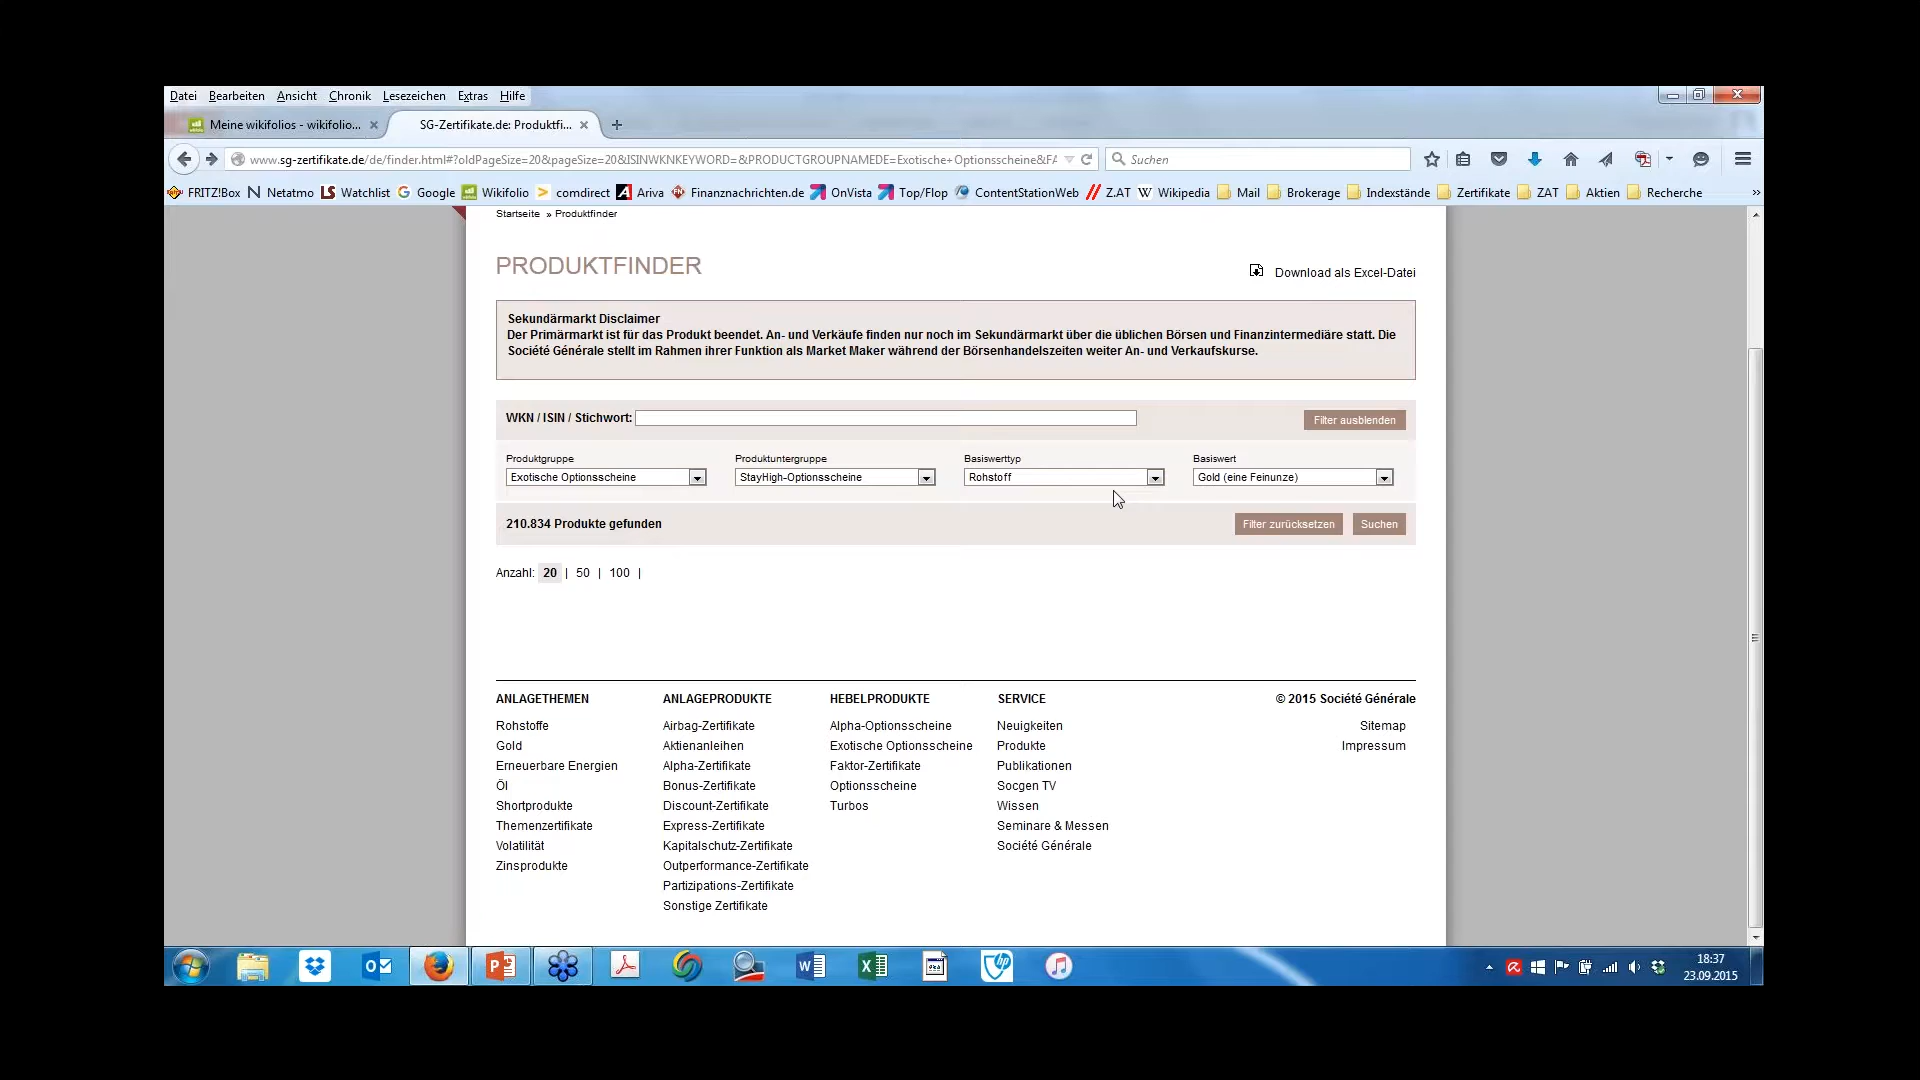 Datei Bearbeiten Ansicht Chronik Lesezeichen Extras Hilfe
Meine wikifolios - wikifolio... SG-Zertifikate.de: Produktfi...
www.sg-zertifikate.de/de/finder.html#?oldPageSize=20&pageSize=20&ISINWKNKEYWORD=&PRODUCTGROUPNAMEDE=Exotische+Optionsscheine&FA Suchen
FRITZ!Box Netatmo Watchlist Google Wikifolio comdirect Ariva Finanznachrichten.de OnVista Top/Flop ContentStationWeb Z.AT Wikipedia Mail Brokerage Indexstände Zertifikate ZAT Aktien Recherche »
Startseite » Produktfinder
PRODUKTFINDER
Download als Excel-Datei
Sekundärmarkt Disclaimer
Der Primärmarkt ist für das Produkt beendet. An- und Verkäufe finden nur noch im Sekundärmarkt über die üblichen Börsen und Finanzintermediäre statt. Die
Société Générale stellt im Rahmen ihrer Funktion als Market Maker während der Börsenhandelszeiten weiter An- und Verkaufskurse.
WKN / ISIN / Stichwort: Filter ausblenden
Produktgruppe Produktuntergruppe Basiswerttyp Basiswert
Exotische Optionsscheine StayHigh-Optionsscheine Rohstoff Gold (eine Feinunze)
210.834 Produkte gefunden Filter zurücksetzen Suchen
Anzahl: 20 | 50 | 100 |
ANLAGETHEMEN ANLAGEPRODUKTE HEBELPRODUKTE SERVICE © 2015 Société Générale
Rohstoffe Airbag-Zertifikate Alpha-Optionsscheine Neuigkeiten Sitemap
Gold Aktienanleihen Exotische Optionsscheine Produkte Impressum
Erneuerbare Energien Alpha-Zertifikate Faktor-Zertifikate Publikationen
Öl Bonus-Zertifikate Optionsscheine Socgen TV
Shortprodukte Discount-Zertifikate Turbos Wissen
Themenzertifikate Express-Zertifikate Seminare & Messen
Volatilität Kapitalschutz-Zertifikate Société Générale
Zinsprodukte Outperformance-Zertifikate
Partizipations-Zertifikate
Sonstige Zertifikate
18:37
23.09.2015